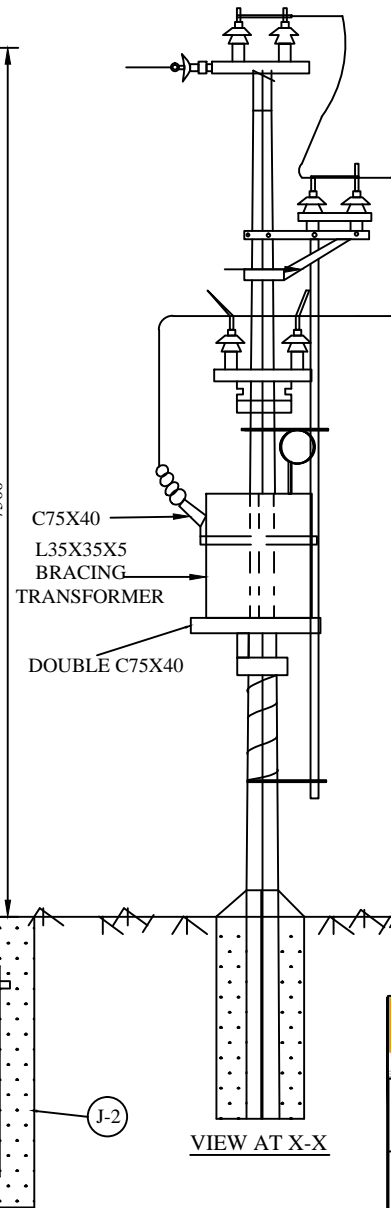 C75X40
L35X35X5
BRACING
TRANSFORMER
DOUBLE C75X40
J-2
VIEW AT X-X